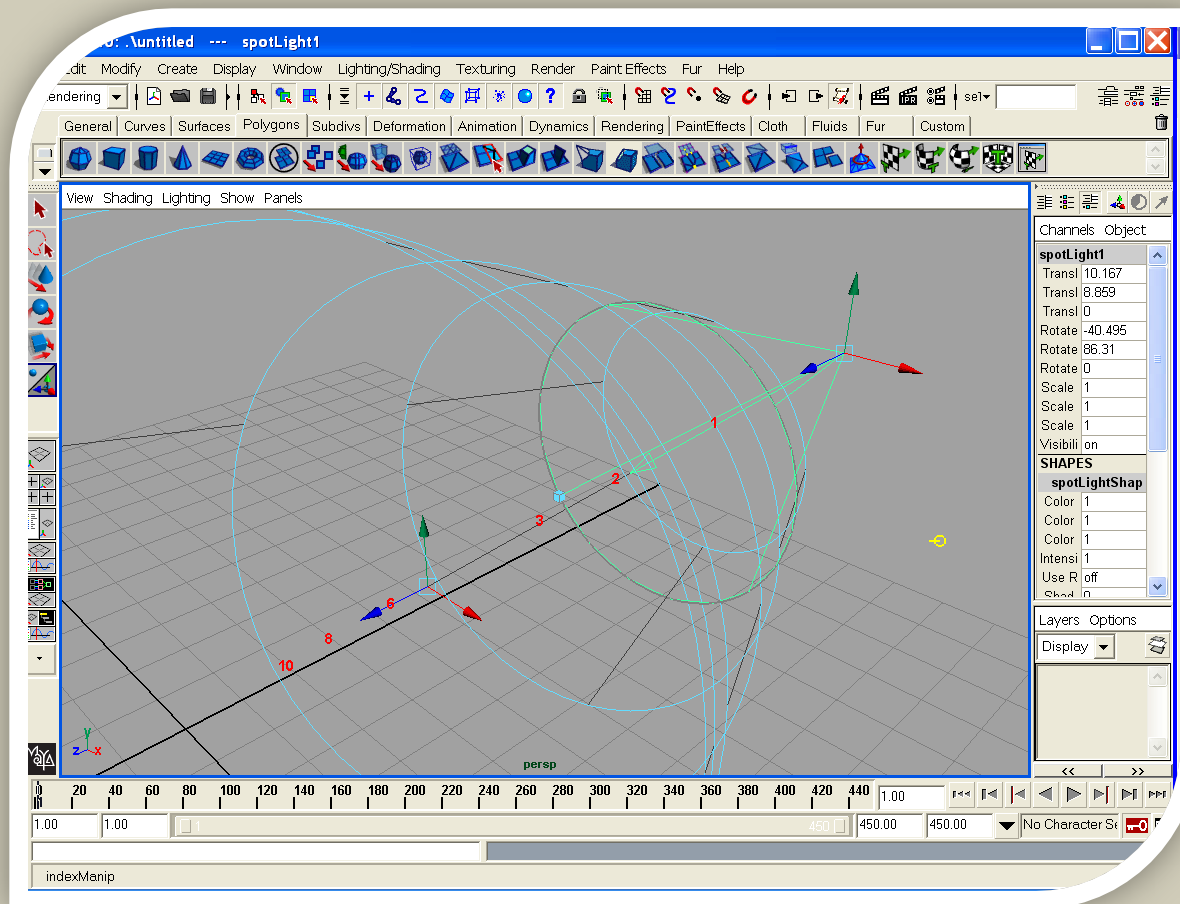 .\untitled --- spotLight1
Modify Create Display Window Lighting/Shading Texturing Render Paint Effects Fur Help
sel
General Curves Surfaces Polygons Subdivs Deformation Animation Dynamics Rendering PaintEffects Cloth Fluids Fur Custom
View Shading Lighting Show Panels
1
2
3
6
8
10
y
z x
persp
Channels Object
spotLight1
Transl 10.167
Transl 8.859
Transl 0
Rotate -40.495
Rotate 86.31
Rotate 0
Scale 1
Scale 1
Scale 1
Visibili on
SHAPES
spotLightShap
Color 1
Color 1
Color 1
Intensi 1
Use R off
Layers Options
Display
<< >>
20 40 60 80 100 120 140 160 180 200 220 240 260 280 300 320 340 360 380 400 420 440
1.00
1.00 1.00 1 450 450.00 450.00 No Character Se
indexManip